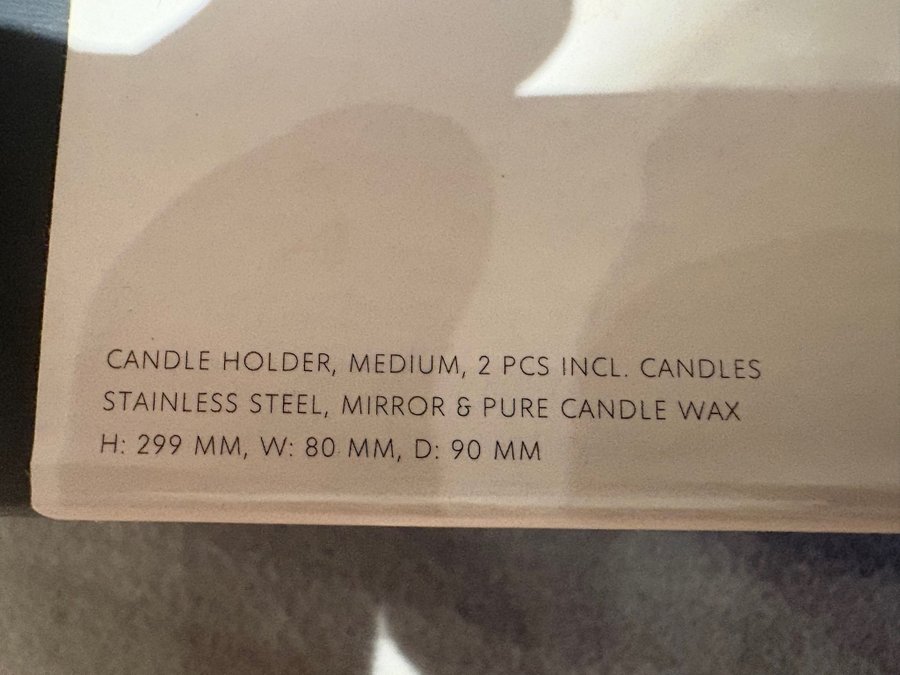 CANDLE HOLDER, MEDIUM, 2 PCS INCL. CANDLES
STAINLESS STEEL, MIRROR & PURE CANDLE WAX
H: 299 MM, W: 80 MM, D: 90 MM